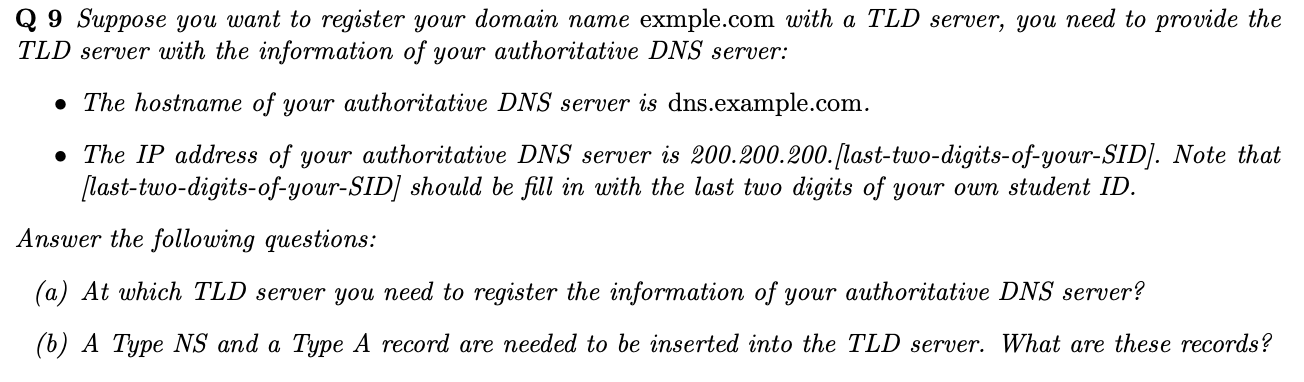 Q 9 Suppose you want to register your domain name exmple.com with a TLD server, you need to provide the
TLD server with the information of your authoritative DNS server:
• The hostname of your authoritative DNS server is dns.example.com.
• The IP address of your authoritative DNS server is 200.200.200.[last-two-digits-of-your-SID]. Note that
[last-two-digits-of-your-SID] should be fill in with the last two digits of your own student ID.
Answer the following questions:
(a) At which TLD server you need to register the information of your authoritative DNS server?
(b) A Type NS and a Type A record are needed to be inserted into the TLD server. What are these records?